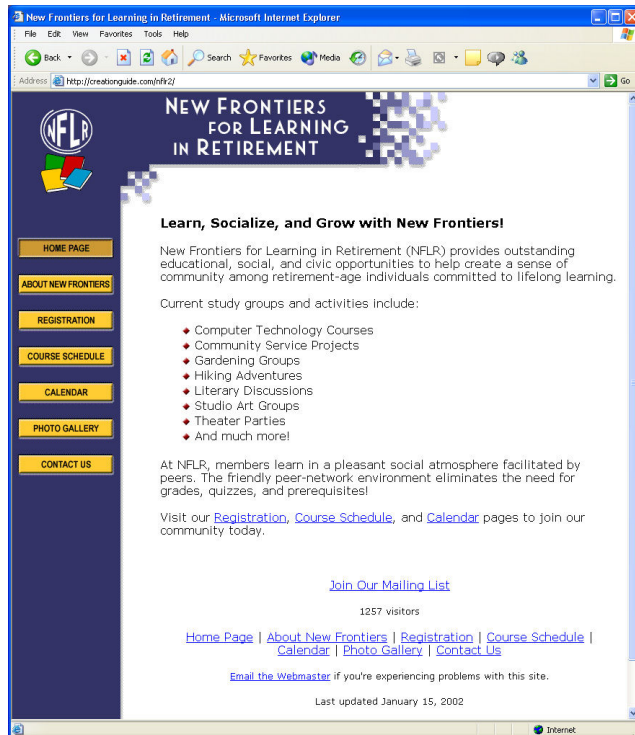 New Frontiers for Learning in Retirement - Microsoft Internet Explorer
File Edit View Favorites Tools Help
Back Search Favorites Media
Address http://creationguide.com/nflr2/ Go
NFLR
NEW FRONTIERS
FOR LEARNING
IN RETIREMENT
HOME PAGE
ABOUT NEW FRONTIERS
REGISTRATION
COURSE SCHEDULE
CALENDAR
PHOTO GALLERY
CONTACT US
Learn, Socialize, and Grow with New Frontiers!
New Frontiers for Learning in Retirement (NFLR) provides outstanding
educational, social, and civic opportunities to help create a sense of
community among retirement-age individuals committed to lifelong learning.
Current study groups and activities include:
Computer Technology Courses
Community Service Projects
Gardening Groups
Hiking Adventures
Literary Discussions
Studio Art Groups
Theater Parties
And much more!
At NFLR, members learn in a pleasant social atmosphere facilitated by
peers. The friendly peer-network environment eliminates the need for
grades, quizzes, and prerequisites!
Visit our Registration, Course Schedule, and Calendar pages to join our
community today.
Join Our Mailing List
1257 visitors
Home Page | About New Frontiers | Registration | Course Schedule |
Calendar | Photo Gallery | Contact Us
Email the Webmaster if you're experiencing problems with this site.
Last updated January 15, 2002
Internet